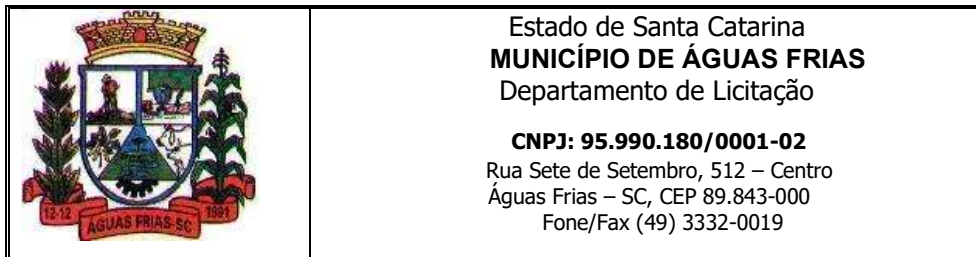 Estado de Santa Catarina
MUNICÍPIO DE ÁGUAS FRIAS
Departamento de Licitação
CNPJ: 95.990.180/0001-02
Rua Sete de Setembro, 512 – Centro
Águas Frias – SC, CEP 89.843-000
Fone/Fax (49) 3332-0019
12-12
AGUAS FRIAS-SC
1991